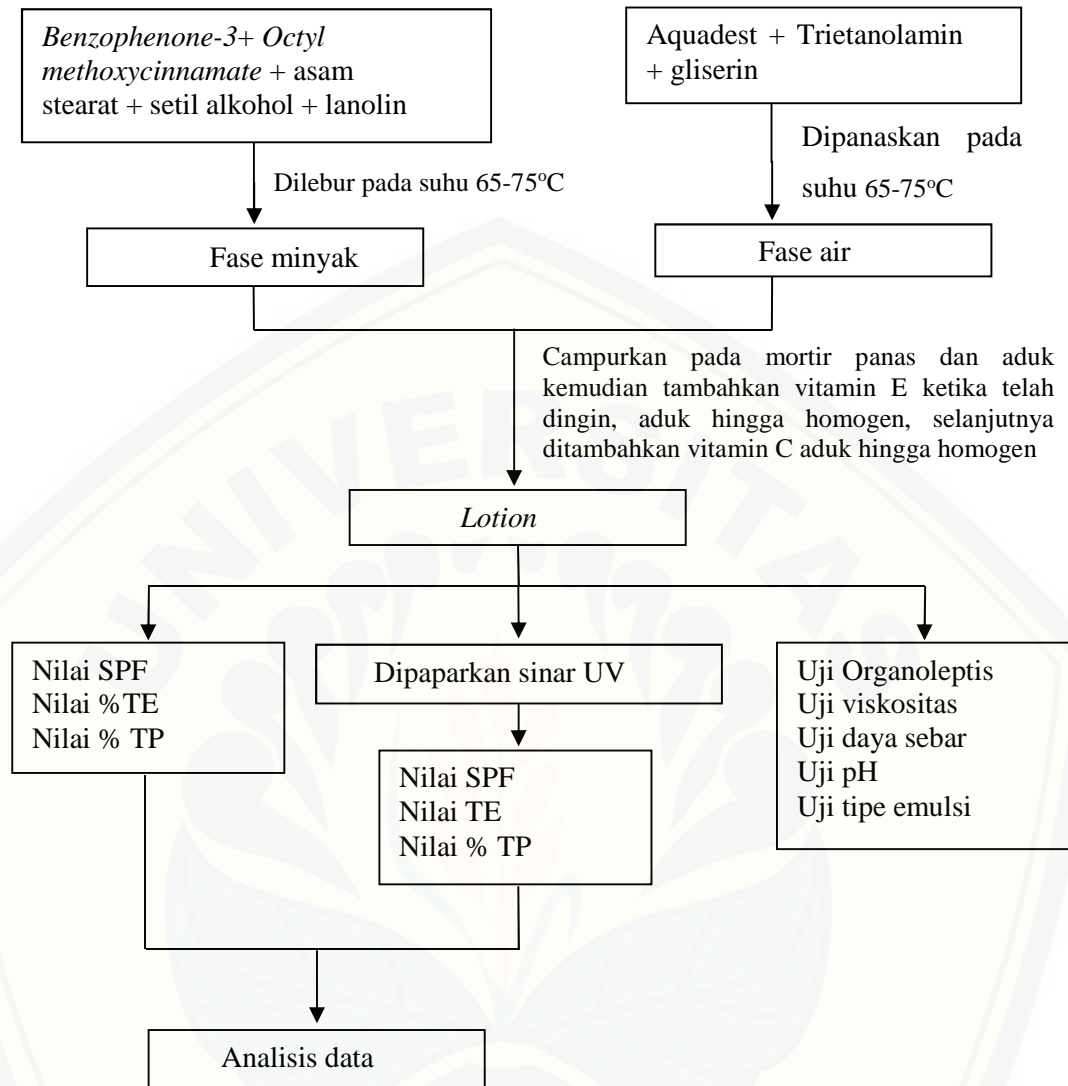 Benzophenone-3+ Octyl
methoxycinnamate + asam
stearat + setil alkohol + lanolin
Aquadest + Trietanolamin
+ gliserin
Dilebur pada suhu 65-75°C
Dipanaskan pada
suhu 65-75°C
Fase minyak
Fase air
Campurkan pada mortir panas dan aduk
kemudian tambahkan vitamin E ketika telah
dingin, aduk hingga homogen, selanjutnya
ditambahkan vitamin C aduk hingga homogen
Lotion
Nilai SPF
Nilai %TE
Nilai % TP
Dipaparkan sinar UV
Nilai SPF
Nilai TE
Nilai % TP
Uji Organoleptis
Uji viskositas
Uji daya sebar
Uji pH
Uji tipe emulsi
Analisis data
UNIVERSITAS